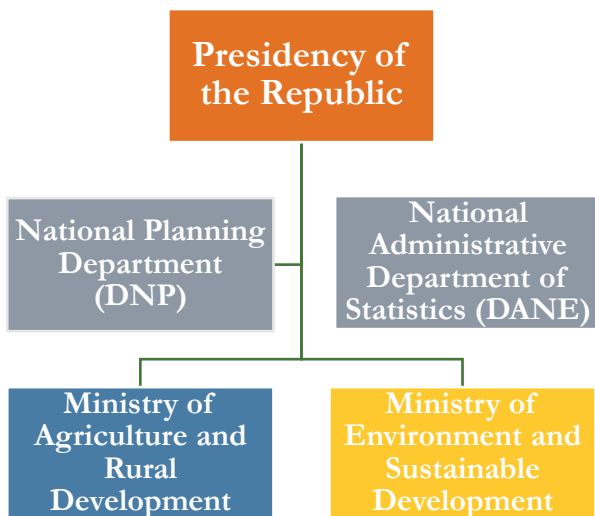 Presidency of
the Republic
National Planning
Department
(DNP)
National
Administrative
Department of
Statistics (DANE)
Ministry of
Agriculture and
Rural
Development
Ministry of
Environment and
Sustainable
Development